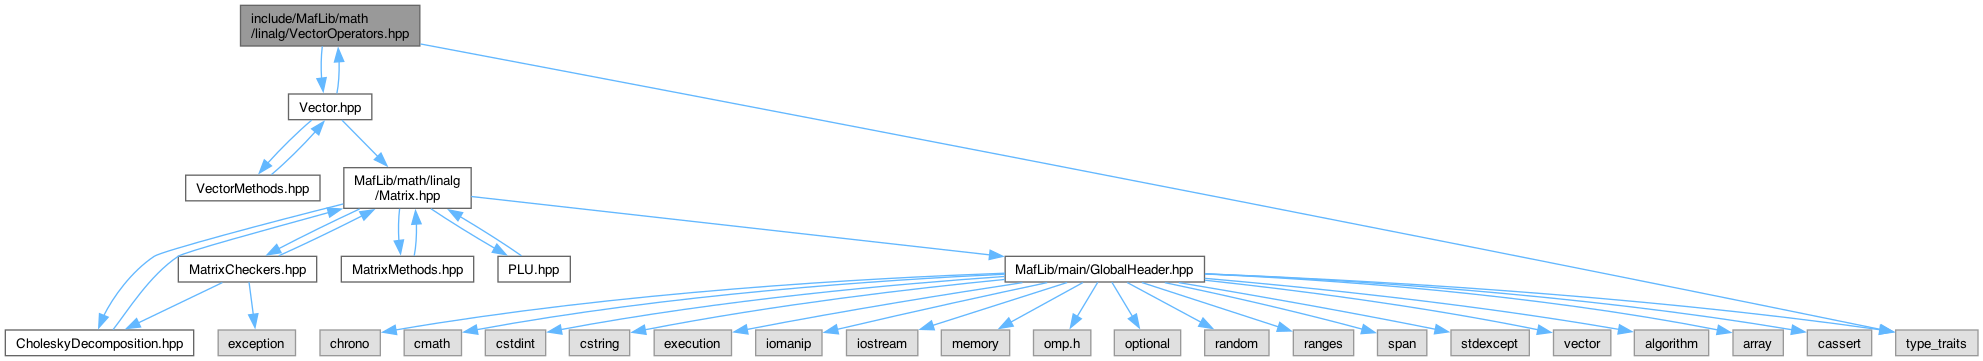 include/MafLib/math
/linalg/VectorOperators.hpp
Vector.hpp
VectorMethods.hpp
MafLib/math/linalg
/Matrix.hpp
MatrixCheckers.hpp
MatrixMethods.hpp
PLU.hpp
MafLib/main/GlobalHeader.hpp
CholeskyDecomposition.hpp
exception
chrono
cmath
cstdint
cstring
execution
iomanip
iostream
memory
omp.h
optional
random
ranges
span
stdexcept
vector
algorithm
array
cassert
type_traits